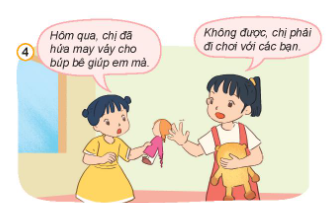 4
Hôm qua, chị đã
hứa may váy cho
búp bê giúp em mà.
Không được, chị phải
đi chơi với các bạn.